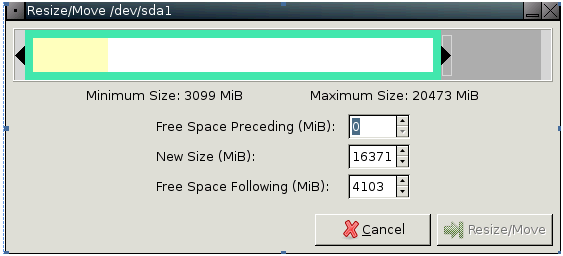 Resize/Move /dev/sda1
Minimum Size: 3099 MiB Maximum Size: 20473 MiB
Free Space Preceding (MiB): 0
New Size (MiB): 16371
Free Space Following (MiB): 4103
Cancel Resize/Move